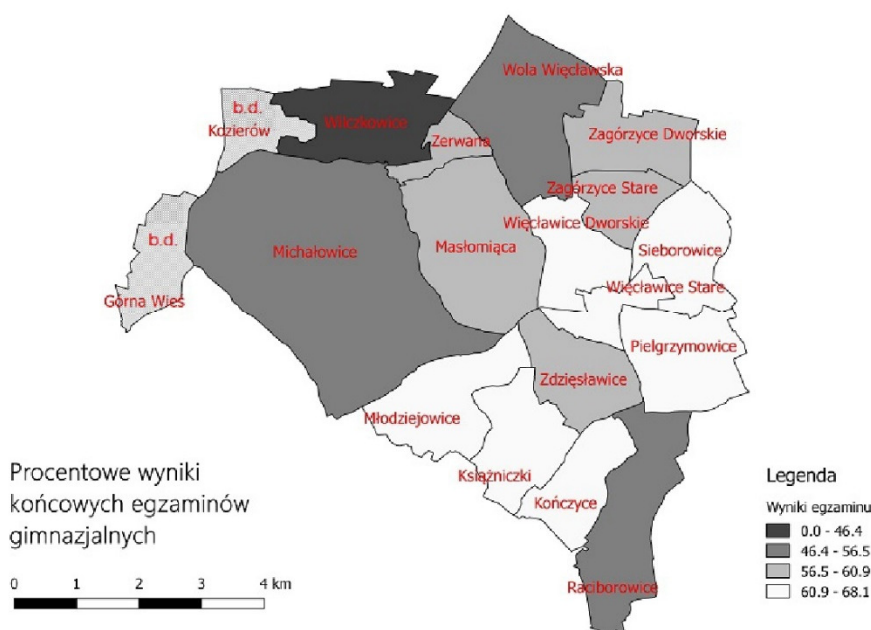 Wola Więcławska
b.d.
Kozierów
Wilczkowice
Zerwana
Zagórzyce Dworskie
Zagórzyce Stare
Więcławice Dworskie
b.d.
Michałowice
Masłomiąca
Sieborowice
Więcławice Stare
Górna Wieś
Pielgrzymowice
Zdzięsławice
Młodziejowice
Książniczki
Kończyce
Raciborowice
Procentowe wyniki
końcowych egzaminów
gimnazjalnych
0 1 2 3 4 km
Legenda
Wyniki egzaminu
0.0 - 46.4
46.4 - 56.5
56.5 - 60.9
60.9 - 68.1